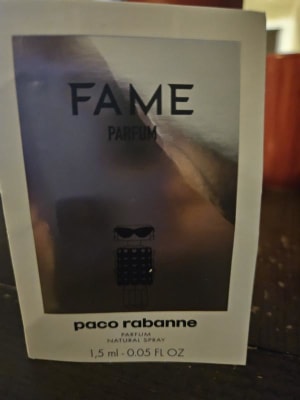 FAME
PARFUM
paco rabanne
PARFUM
NATURAL SPRAY
1,5 ml - 0.05 FL OZ